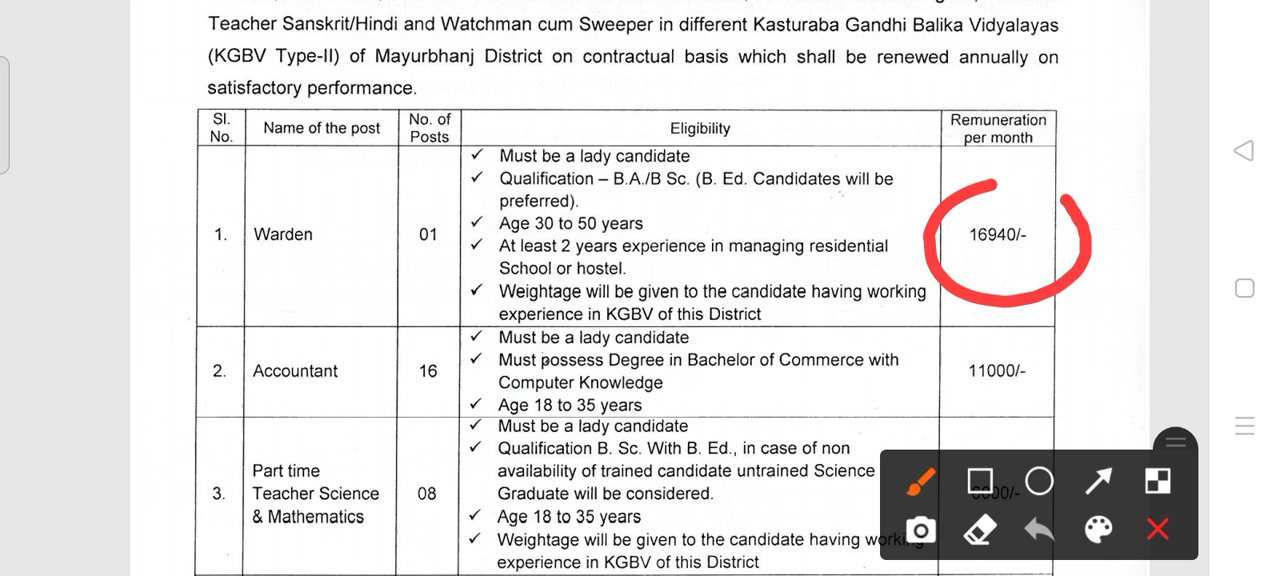 Teacher Sanskrit/Hindi and Watchman cum Sweeper in different Kasturaba Gandhi Balika Vidyalayas
(KGBV Type-II) of Mayurbhanj District on contractual basis which shall be renewed annually on
satisfactory performance.
Sl. No.
Name of the post
No. of Posts
Eligibility
Remuneration per month
1.
Warden
01
✓ Must be a lady candidate
✓ Qualification – B.A./B Sc. (B. Ed. Candidates will be
preferred).
✓ Age 30 to 50 years
✓ At least 2 years experience in managing residential
School or hostel.
✓ Weightage will be given to the candidate having working
experience in KGBV of this District
16940/-
2.
Accountant
16
✓ Must be a lady candidate
✓ Must possess Degree in Bachelor of Commerce with
Computer Knowledge
✓ Age 18 to 35 years
11000/-
3.
Part time
Teacher Science
& Mathematics
08
✓ Must be a lady candidate
✓ Qualification B. Sc. With B. Ed., in case of non
availability of trained candidate untrained Science
Graduate will be considered.
✓ Age 18 to 35 years
✓ Weightage will be given to the candidate having working
experience in KGBV of this District